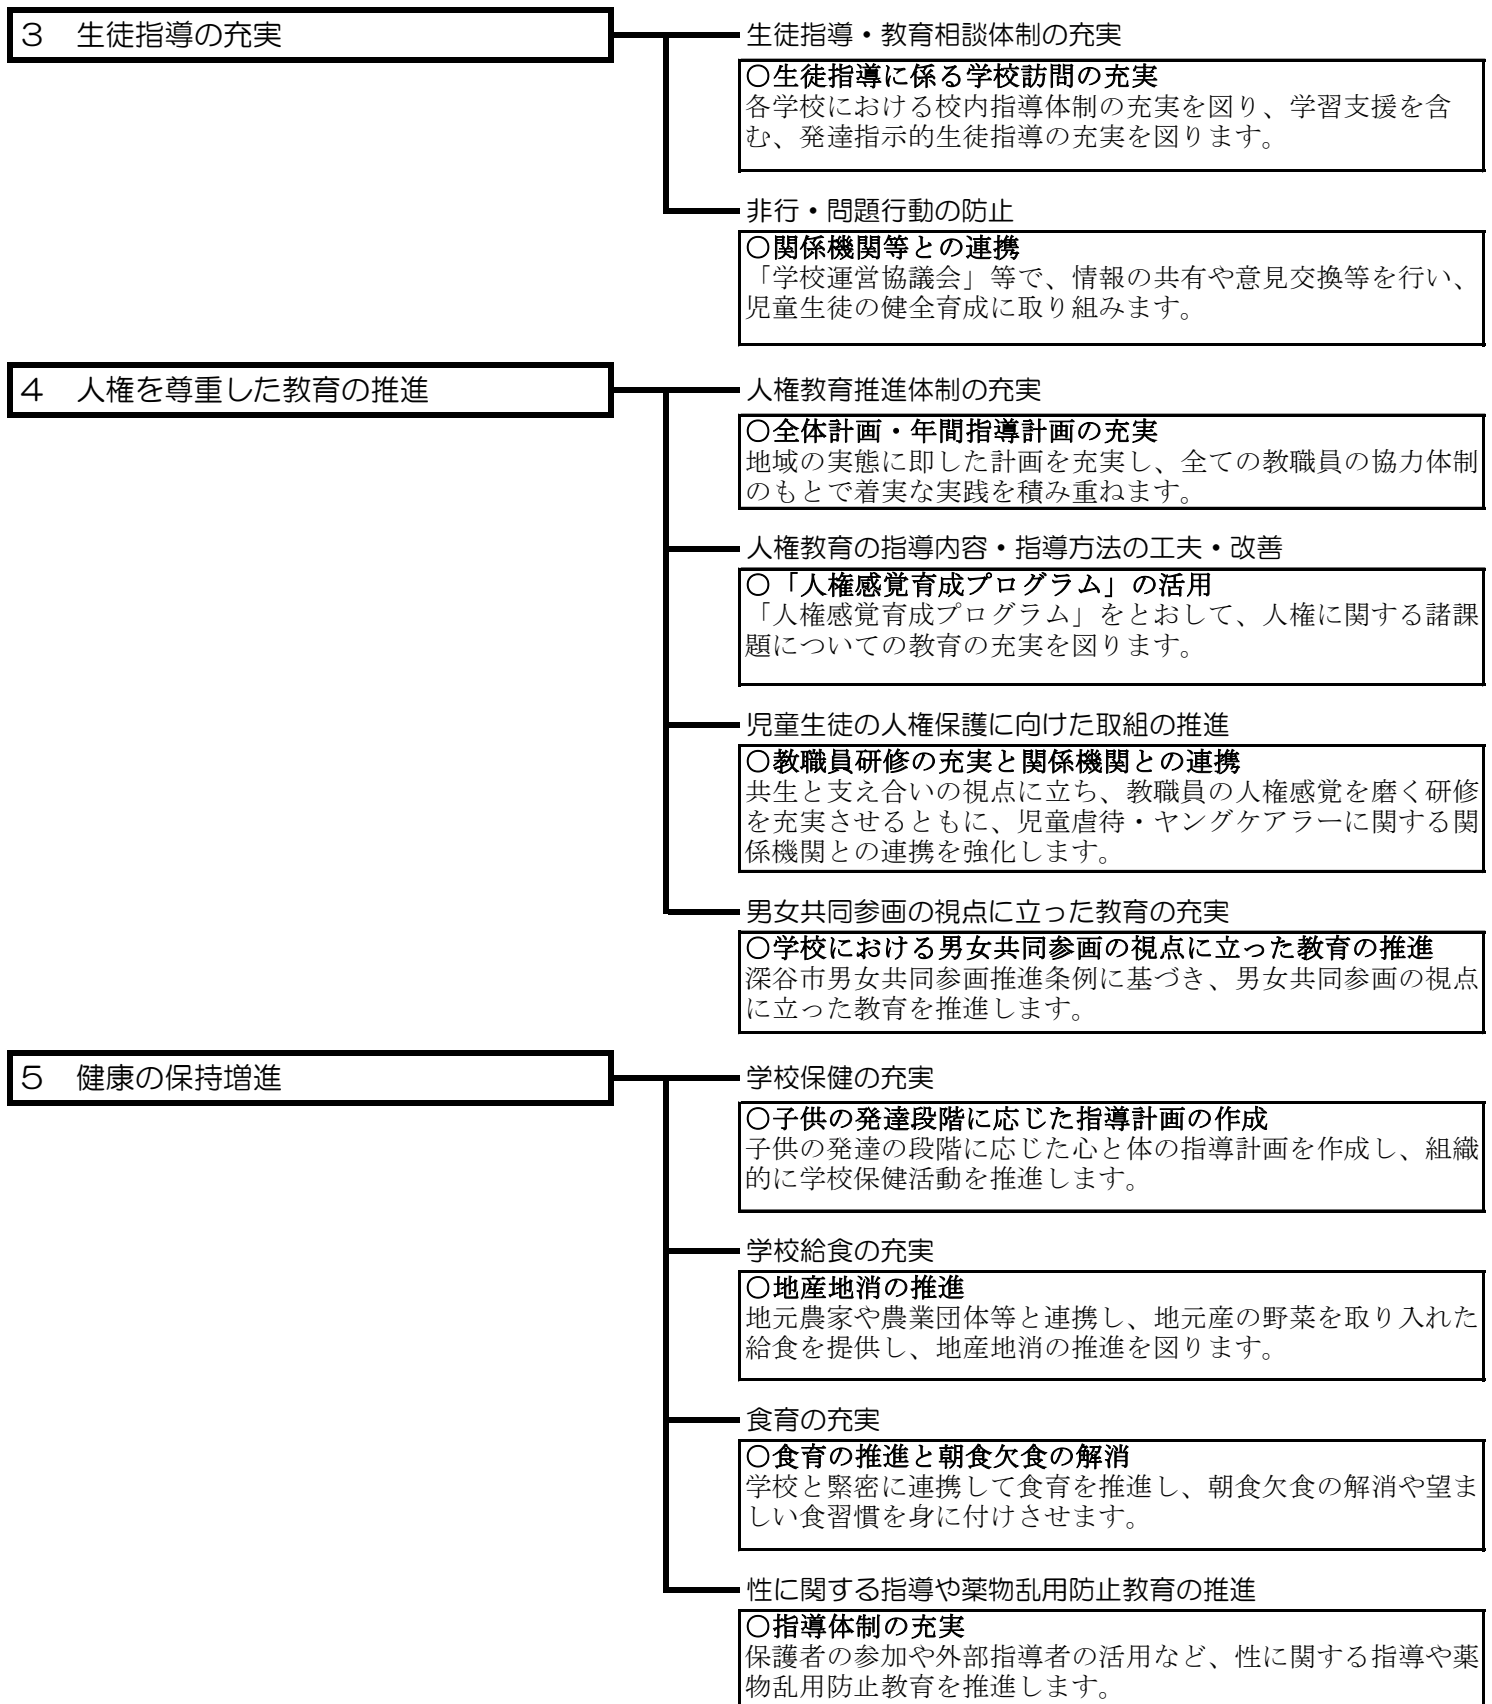 3　生徒指導の充実
生徒指導・教育相談体制の充実
○生徒指導に係る学校訪問の充実
各学校における校内指導体制の充実を図り、学習支援を含
む、発達指示的生徒指導の充実を図ります。
非行・問題行動の防止
○関係機関等との連携
「学校運営協議会」等で、情報の共有や意見交換等を行い、
児童生徒の健全育成に取り組みます。
4　人権を尊重した教育の推進
人権教育推進体制の充実
○全体計画・年間指導計画の充実
地域の実態に即した計画を充実し、全ての教職員の協力体制
のもとで着実な実践を積み重ねます。
人権教育の指導内容・指導方法の工夫・改善
○「人権感覚育成プログラム」の活用
「人権感覚育成プログラム」をとおして、人権に関する諸課
題についての教育の充実を図ります。
児童生徒の人権保護に向けた取組の推進
○教職員研修の充実と関係機関との連携
共生と支え合いの視点に立ち、教職員の人権感覚を磨く研修
を充実させるともに、児童虐待・ヤングケアラーに関する関
係機関との連携を強化します。
男女共同参画の視点に立った教育の充実
○学校における男女共同参画の視点に立った教育の推進
深谷市男女共同参画推進条例に基づき、男女共同参画の視点
に立った教育を推進します。
5　健康の保持増進
学校保健の充実
○子供の発達段階に応じた指導計画の作成
子供の発達の段階に応じた心と体の指導計画を作成し、組織
的に学校保健活動を推進します。
学校給食の充実
○地産地消の推進
地元農家や農業団体等と連携し、地元産の野菜を取り入れた
給食を提供し、地産地消の推進を図ります。
食育の充実
○食育の推進と朝食欠食の解消
学校と緊密に連携して食育を推進し、朝食欠食の解消や望ま
しい食習慣を身に付けさせます。
性に関する指導や薬物乱用防止教育の推進
○指導体制の充実
保護者の参加や外部指導者の活用など、性に関する指導や薬
物乱用防止教育を推進します。